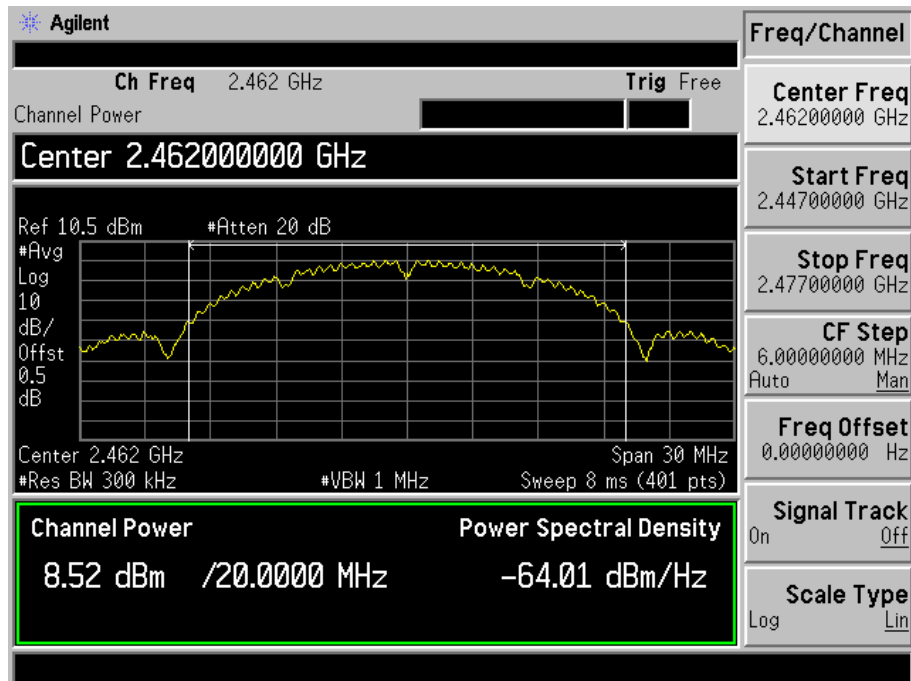 Agilent
Freq/Channel
Ch Freq 2.462 GHz Trig Free
Channel Power
Center 2.462000000 GHz
Ref 10.5 dBm #Atten 20 dB
#Avg
Log
10
dB/
Offst
0.5
dB
Center 2.462 GHz Span 30 MHz
#Res BW 300 kHz #VBW 1 MHz Sweep 8 ms (401 pts)
Channel Power Power Spectral Density
8.52 dBm /20.0000 MHz -64.01 dBm/Hz
Center Freq
2.46200000 GHz
Start Freq
2.44700000 GHz
Stop Freq
2.47700000 GHz
CF Step
6.00000000 MHz
Auto Man
Freq Offset
0.00000000 Hz
Signal Track
On Off
Scale Type
Log Lin